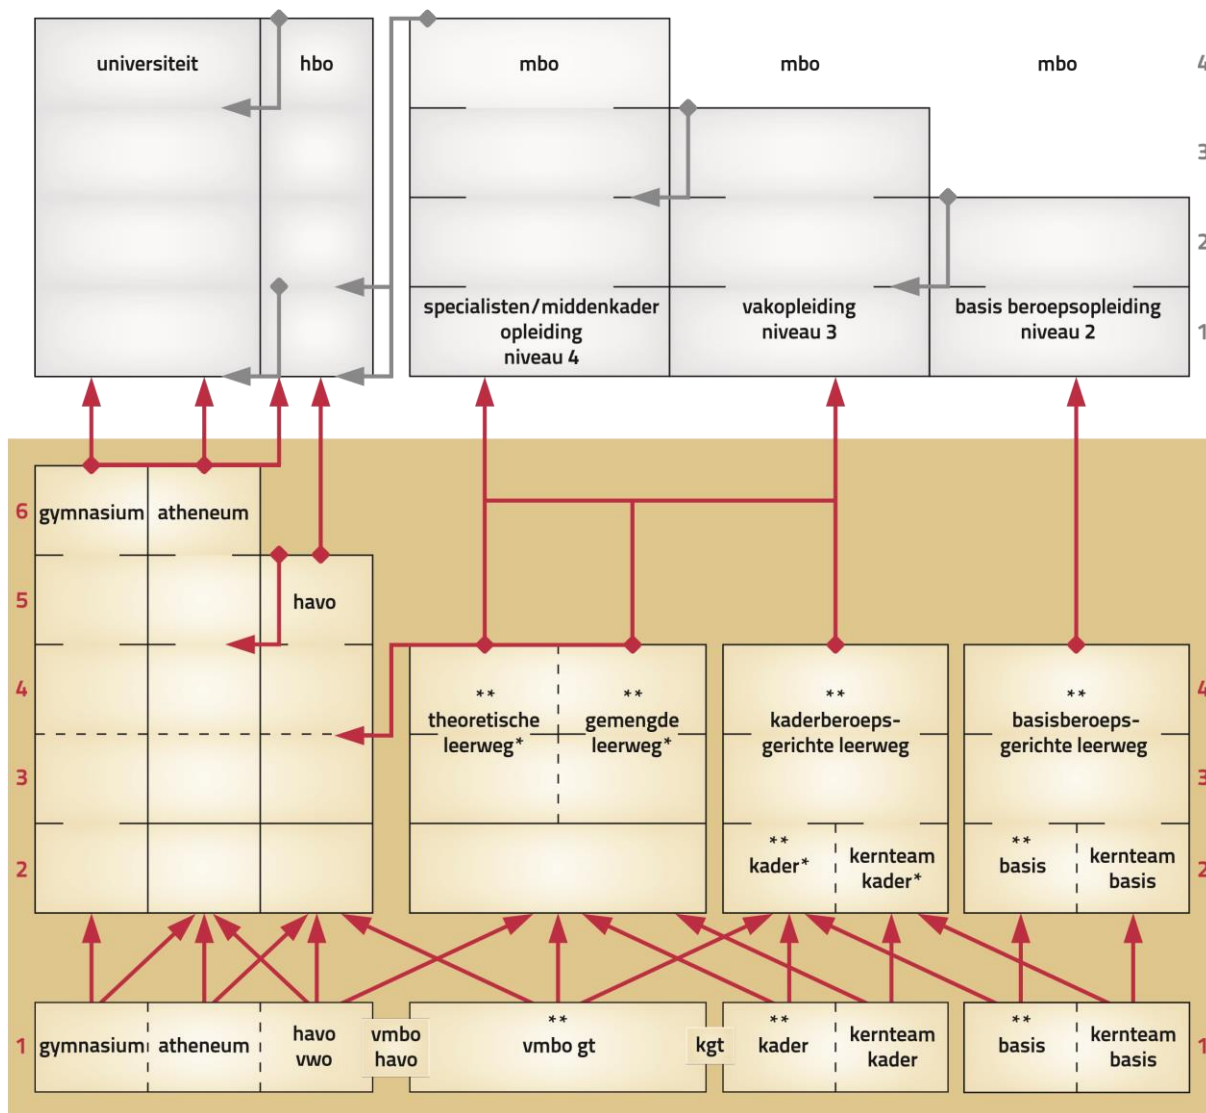 universiteit
hbo
mbo
mbo
mbo
4
3
2
specialisten/middenkader
opleiding
niveau 4
vakopleiding
niveau 3
basis beroepsopleiding
niveau 2
1
6
gymnasium
atheneum
5
havo
4
**
theoretische
leerweg*
**
gemengde
leerweg*
**
kaderberoeps-
gerichte leerweg
**
basisberoeps-
gerichte leerweg
4
3
3
2
**
kader*
kernteam
kader*
**
basis
kernteam
basis
2
1
gymnasium
atheneum
havo
vwo
vmbo
havo
**
vmbo gt
kgt
**
kader
kernteam
kader
**
basis
kernteam
basis
1